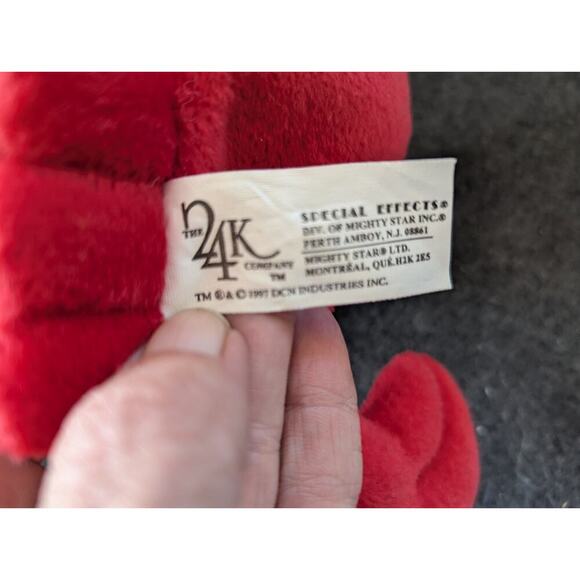 THE 24K COMPANY ™
SPECIAL EFFECTS®
DIV. OF MIGHTY STAR INC.®
PERTH AMBOY, N.J. 08861
MIGHTY STAR® LTD.
MONTRÉAL, QUÉ.H2K 2E5
TM ® & © 1997 DCN INDUSTRIES INC.